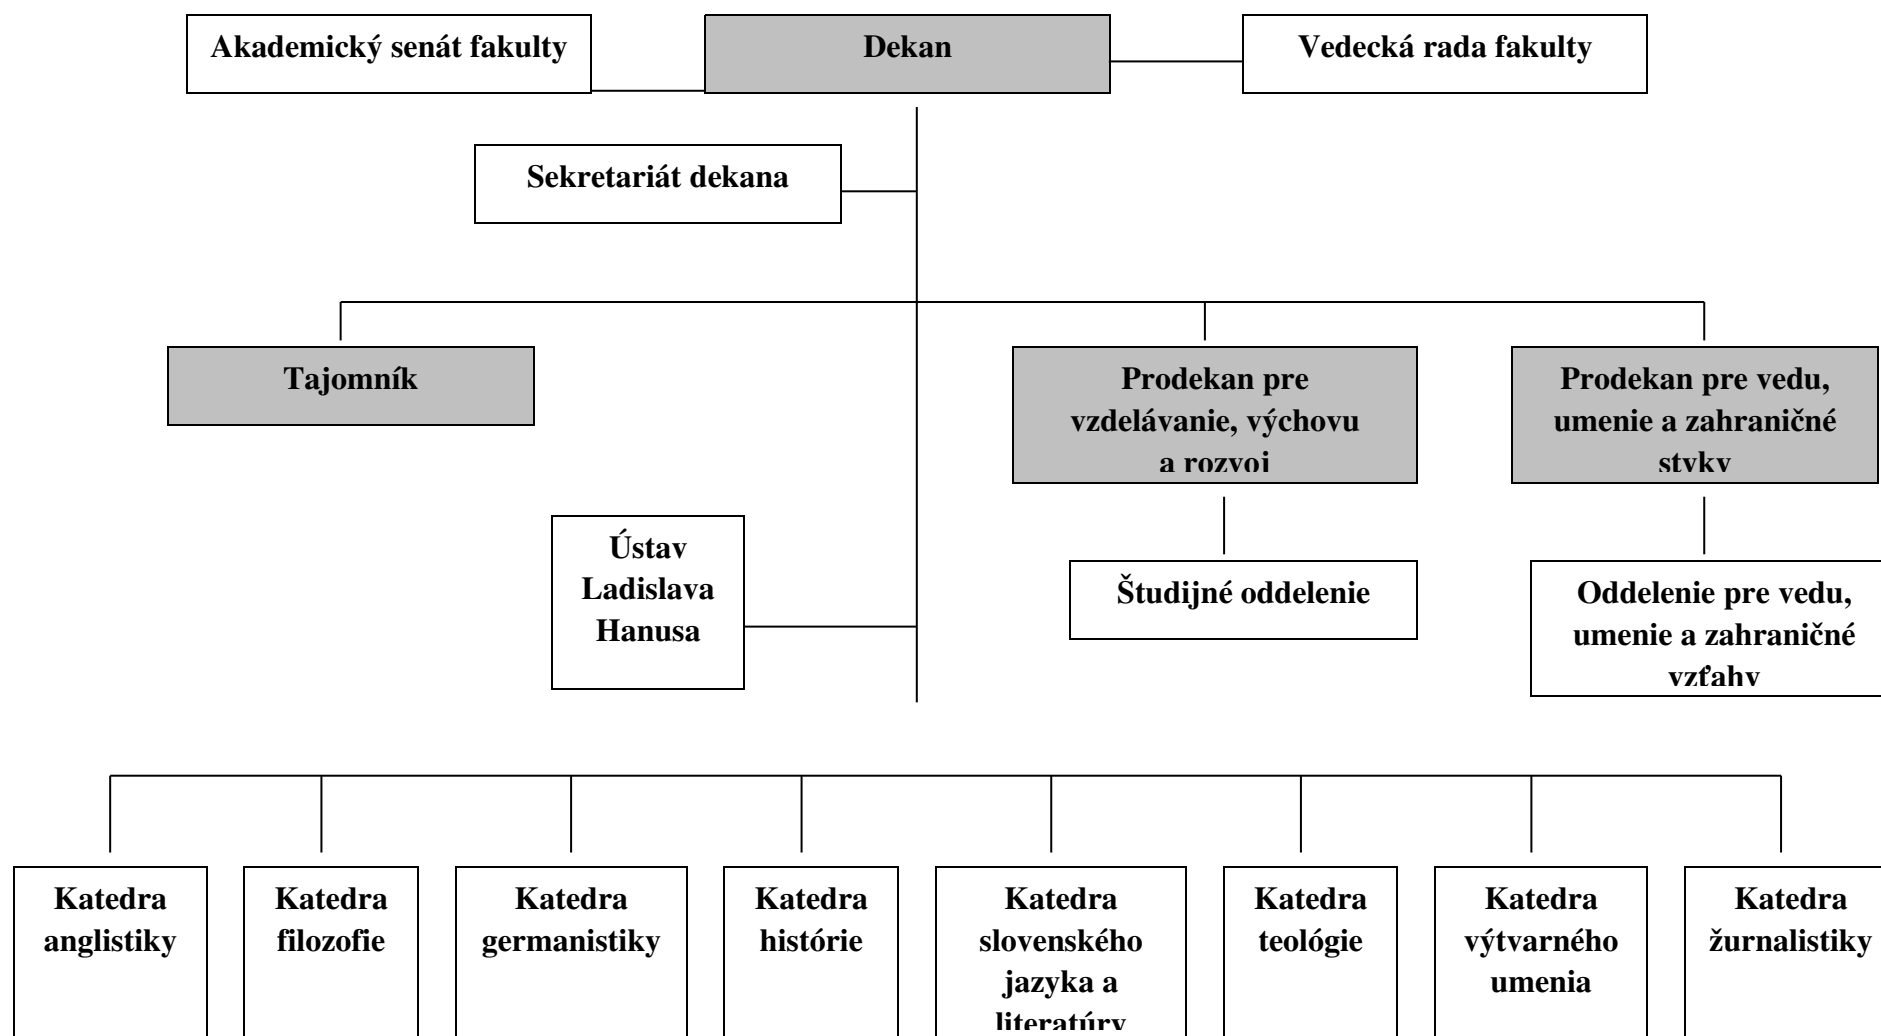 Akademický senát fakulty
Dekan
Vedecká rada fakulty
Sekretariát dekana
Tajomník
Prodekan pre
vzdelávanie, výchovu
a rozvoj
Prodekan pre vedu,
umenie a zahraničné
styky
Ústav
Ladislava
Hanusa
Študijné oddelenie
Oddelenie pre vedu,
umenie a zahraničné
vzťahy
Katedra
anglistiky
Katedra
filozofie
Katedra
germanistiky
Katedra
histórie
Katedra
slovenského
jazyka a
literatúry
Katedra
teológie
Katedra
výtvarného
umenia
Katedra
žurnalistiky